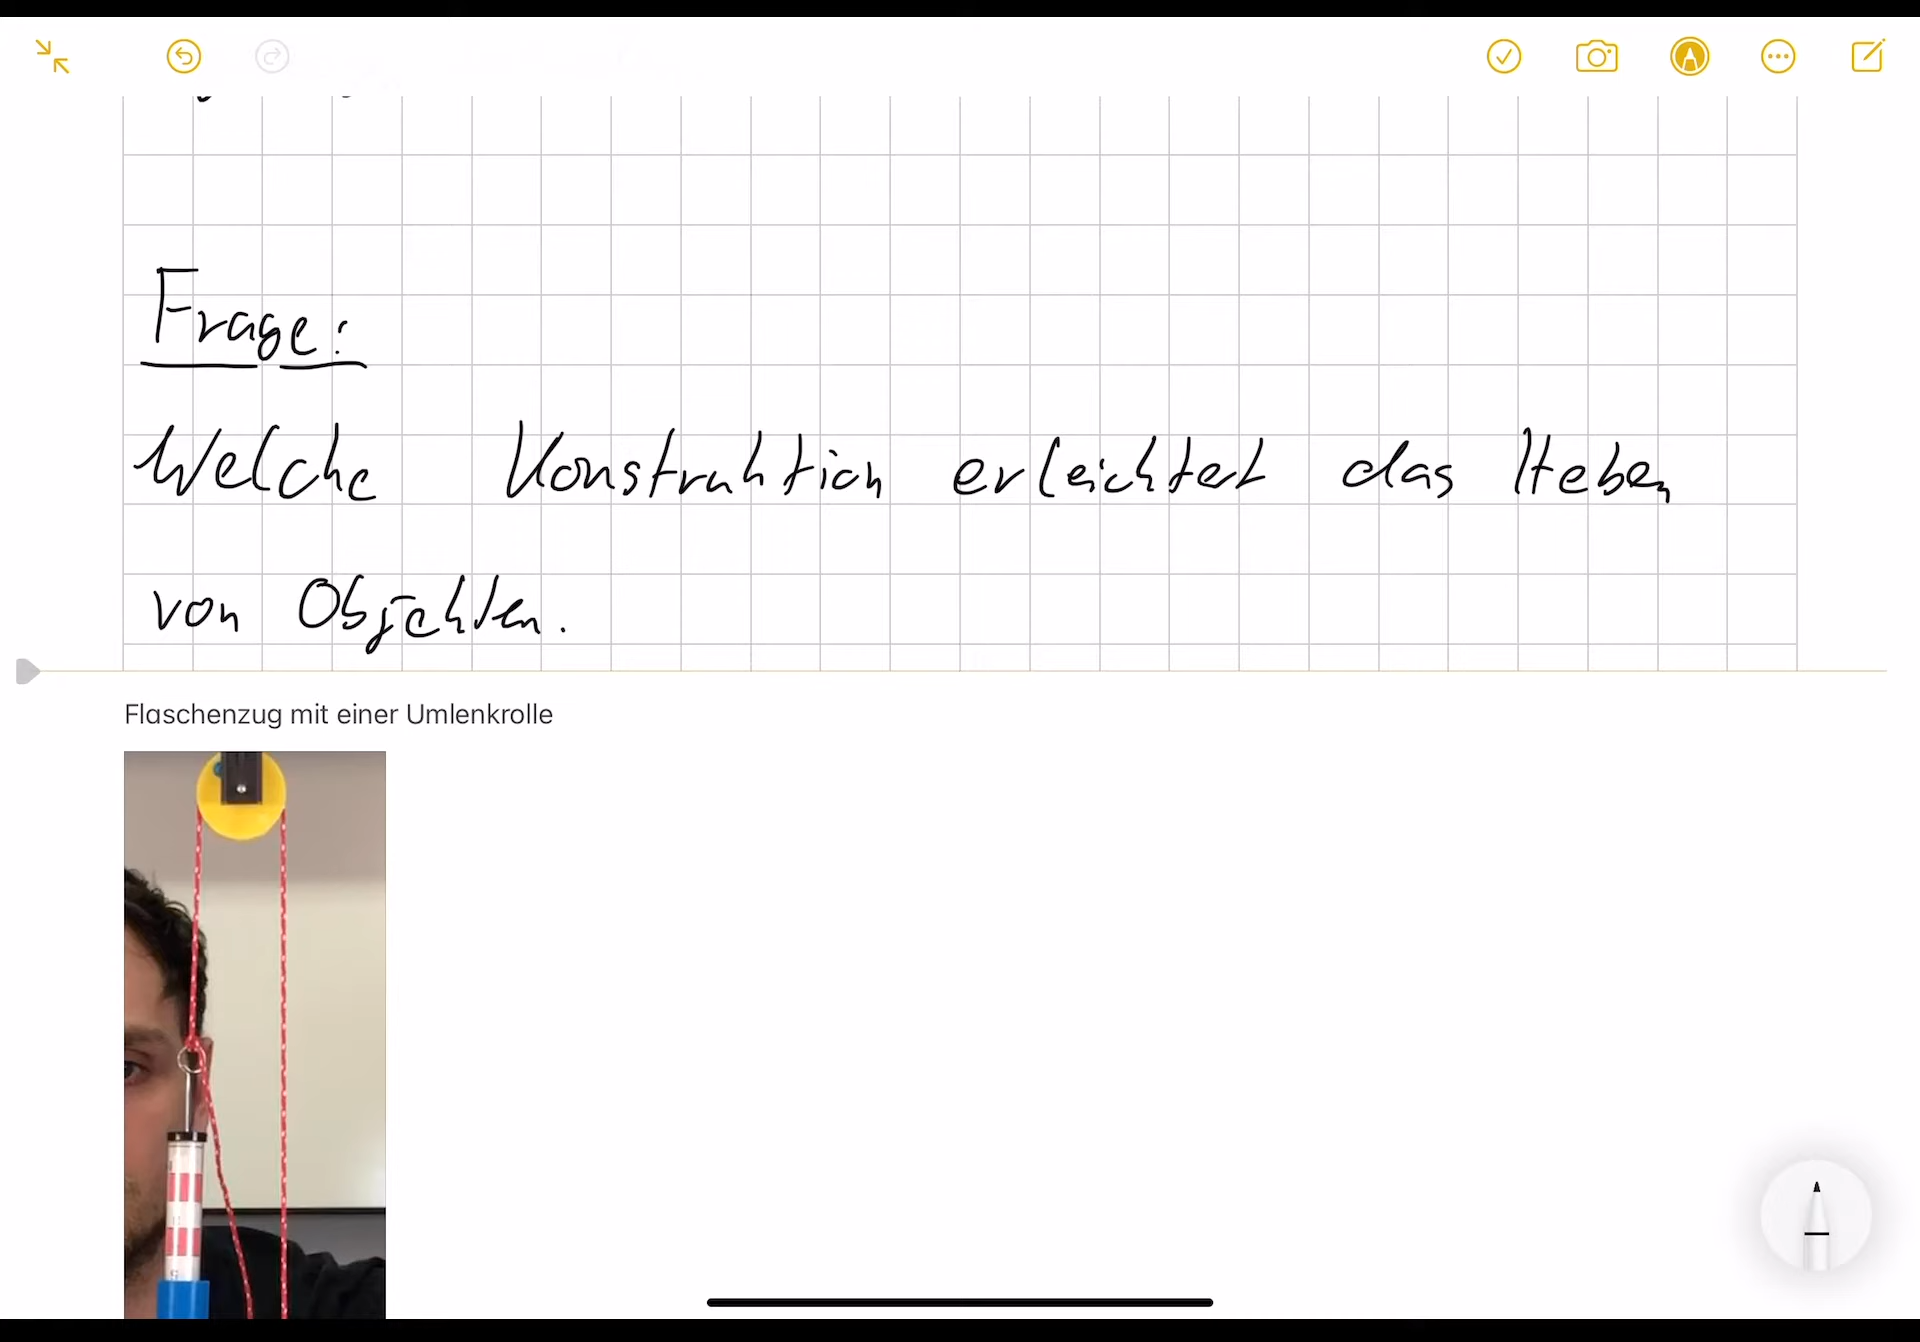 Frage:
Welche Konstruktion erleichtert das Heben
von Objekten.
Flaschenzug mit einer Umlenkrolle